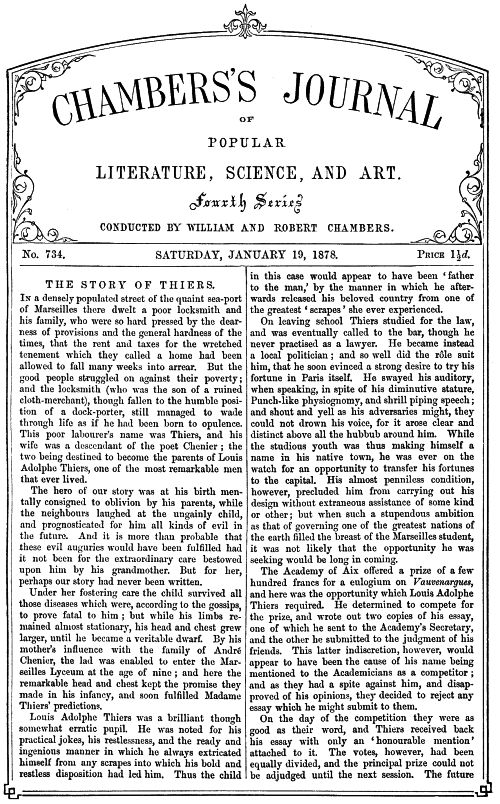 CHAMBERS'S JOURNAL
OF
POPULAR
LITERATURE, SCIENCE, AND ART.
Fourth Series
CONDUCTED BY WILLIAM AND ROBERT CHAMBERS.
No. 734.
SATURDAY, JANUARY 19, 1878.
PRICE 1½d.
THE STORY OF THIERS.
IN a densely populated street of the quaint sea-port
of Marseilles there dwelt a poor locksmith and
his family, who were so hard pressed by the dear-
ness of provisions and the general hardness of the
times, that the rent and taxes for the wretched
tenement which they called a home had been
allowed to fall many weeks into arrear. But the
good people struggled on against their poverty;
and the locksmith (who was the son of a ruined
cloth-merchant), though fallen to the humble posi-
tion of a dock-porter, still managed to wade
through life as if he had been born to opulence.
This poor labourer's name was Thiers, and his
wife was a descendant of the poet Chenier; the
two being destined to become the parents of Louis
Adolphe Thiers, one of the most remarkable men
that ever lived.
The hero of our story was at his birth men-
tally consigned to oblivion by his parents, while
the neighbours laughed at the ungainly child,
and prognosticated for him all kinds of evil in
the future. And it is more than probable that
these evil auguries would have been fulfilled had
it not been for the extraordinary care bestowed
upon him by his grandmother. But for her,
perhaps our story had never been written.
Under her fostering care the child survived all
those diseases which were, according to the gossips,
to prove fatal to him; but while his limbs re-
mained almost stationary, his head and chest grew
larger, until he became a veritable dwarf. By his
mother's influence with the family of André
Chenier, the lad was enabled to enter the Mar-
seilles Lyceum at the age of nine; and here the
remarkable head and chest kept the promise they
made in his infancy, and soon fulfilled Madame
Thiers' predictions.
Louis Adolphe Thiers was a brilliant though
somewhat erratic pupil. He was noted for his
practical jokes, his restlessness, and the ready and
ingenious manner in which he always extricated
himself from any scrapes into which his bold and
restless disposition had led him. Thus the child
in this case would appear to have been 'father
to the man,' by the manner in which he after-
wards released his beloved country from one of
the greatest 'scrapes' she ever experienced.
On leaving school Thiers studied for the law,
and was eventually called to the bar, though he
never practised as a lawyer. He became instead
a local politician; and so well did the rôle suit
him, that he soon evinced a strong desire to try his
fortune in Paris itself. He swayed his auditory,
when speaking, in spite of his diminutive stature,
Punch-like physiognomy, and shrill piping speech;
and shout and yell as his adversaries might, they
could not drown his voice, for it arose clear and
distinct above all the hubbub around him. While
the studious youth was thus making himself a
name in his native town, he was ever on the
watch for an opportunity to transfer his fortunes
to the capital. His almost penniless condition,
however, precluded him from carrying out his
design without extraneous assistance of some kind
or other; but when such a stupendous ambition
as that of governing one of the greatest nations of
the earth filled the breast of the Marseilles student,
it was not likely that the opportunity he was
seeking would be long in coming.
The Academy of Aix offered a prize of a few
hundred francs for a eulogium on Vauvenargues,
and here was the opportunity which Louis Adolphe
Thiers required. He determined to compete for
the prize, and wrote out two copies of his essay,
one of which he sent to the Academy's Secretary,
and the other he submitted to the judgment of his
friends. This latter indiscretion, however, would
appear to have been the cause of his name being
mentioned to the Academicians as a competitor;
and as they had a spite against him, and disap-
proved of his opinions, they decided to reject any
essay which he might submit to them.
On the day of the competition they were as
good as their word, and Thiers received back
his essay with only an 'honourable mention'
attached to it. The votes, however, had been
equally divided, and the principal prize could not
be adjudged until the next session. The future